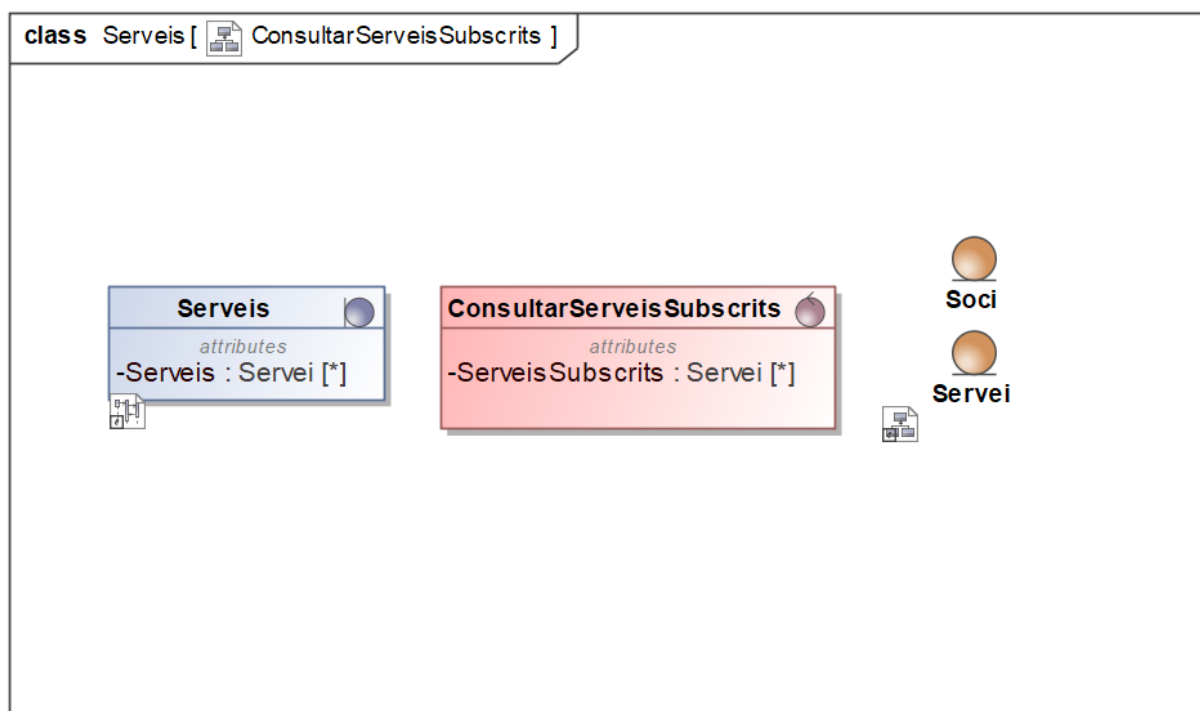 class Serveis [ ConsultarServeisSubscrits ]
Serveis
attributes
-Serveis : Servei [*]
ConsultarServeisSubscrits
attributes
-ServeisSubscrits : Servei [*]
Soci
Servei